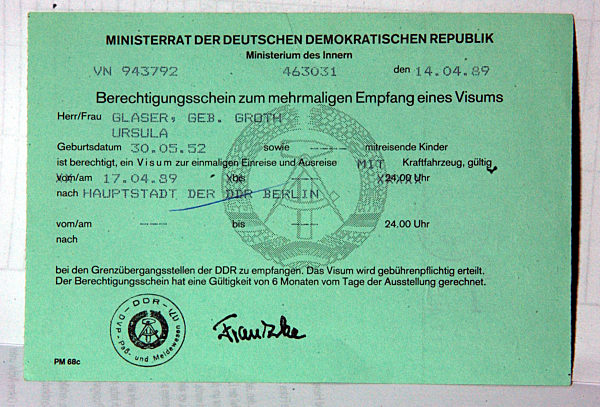 MINISTERRAT DER DEUTSCHEN DEMOKRATISCHEN REPUBLIK
Ministerium des Innern
VN 943792 463031 den 14.04.89
Berechtigungsschein zum mehrmaligen Empfang eines Visums
Herr/Frau GLASER, GEB. GROTH
URSULA
Geburtsdatum 30.05.52 sowie —— mitreisende Kinder
ist berechtigt, ein Visum zur einmaligen Einreise und Ausreise MIT Kraftfahrzeug, gültig
vom/am 17.04.89 bis 24.00 Uhr
nach HAUPTSTADT DER DDR BERLIN
vom/am —— bis —— 24.00 Uhr
nach
bei den Grenzübergangsstellen der DDR zu empfangen. Das Visum wird gebührenpflichtig erteilt.
Der Berechtigungsschein hat eine Gültigkeit von 6 Monaten vom Tage der Ausstellung gerechnet.
DDR
DVP - Paß- und Meldewesen
Frantzke
PM 68c